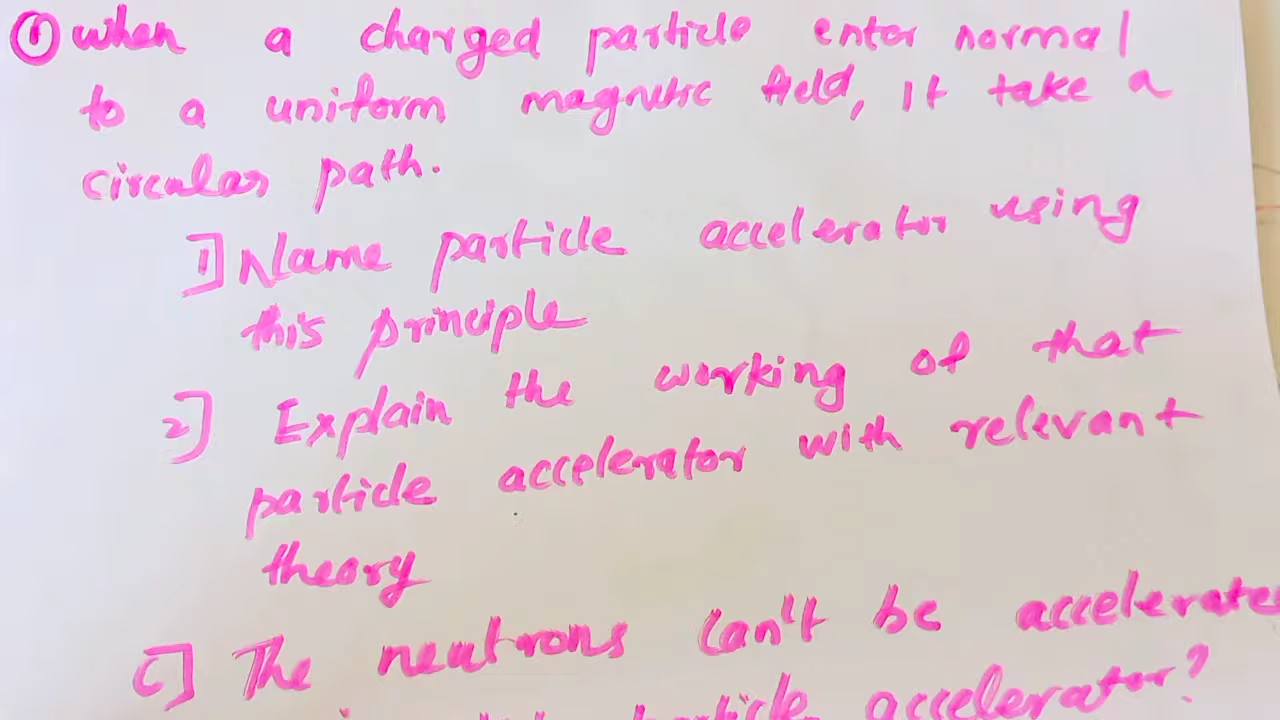 ① When a charged particle enter normal
to a uniform magnetic field, It take a
circular path.
1] Name particle accelerator using
this principle
2] Explain the working of that
particle accelerator with relevant
theory
C] The neutrons can't be accelerate
particle accelerator?